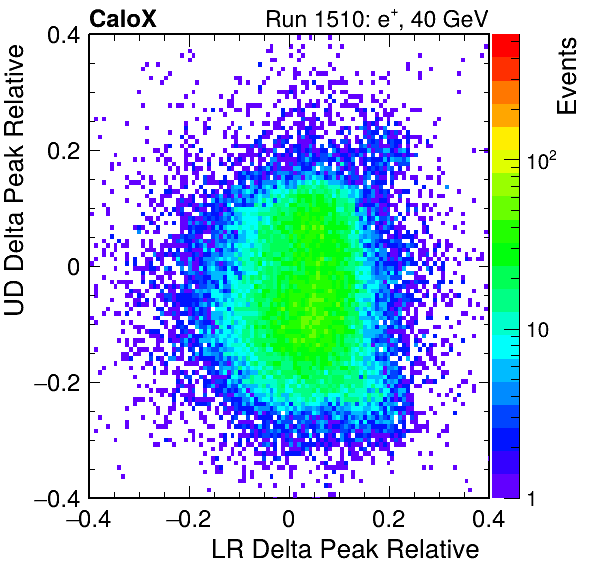 CaloX Run 1510: e⁺, 40 GeV
UD Delta Peak Relative
0.4
0.2
0
−0.2
−0.4
−0.4 −0.2 0 0.2 0.4
LR Delta Peak Relative
Events
10²
10
1